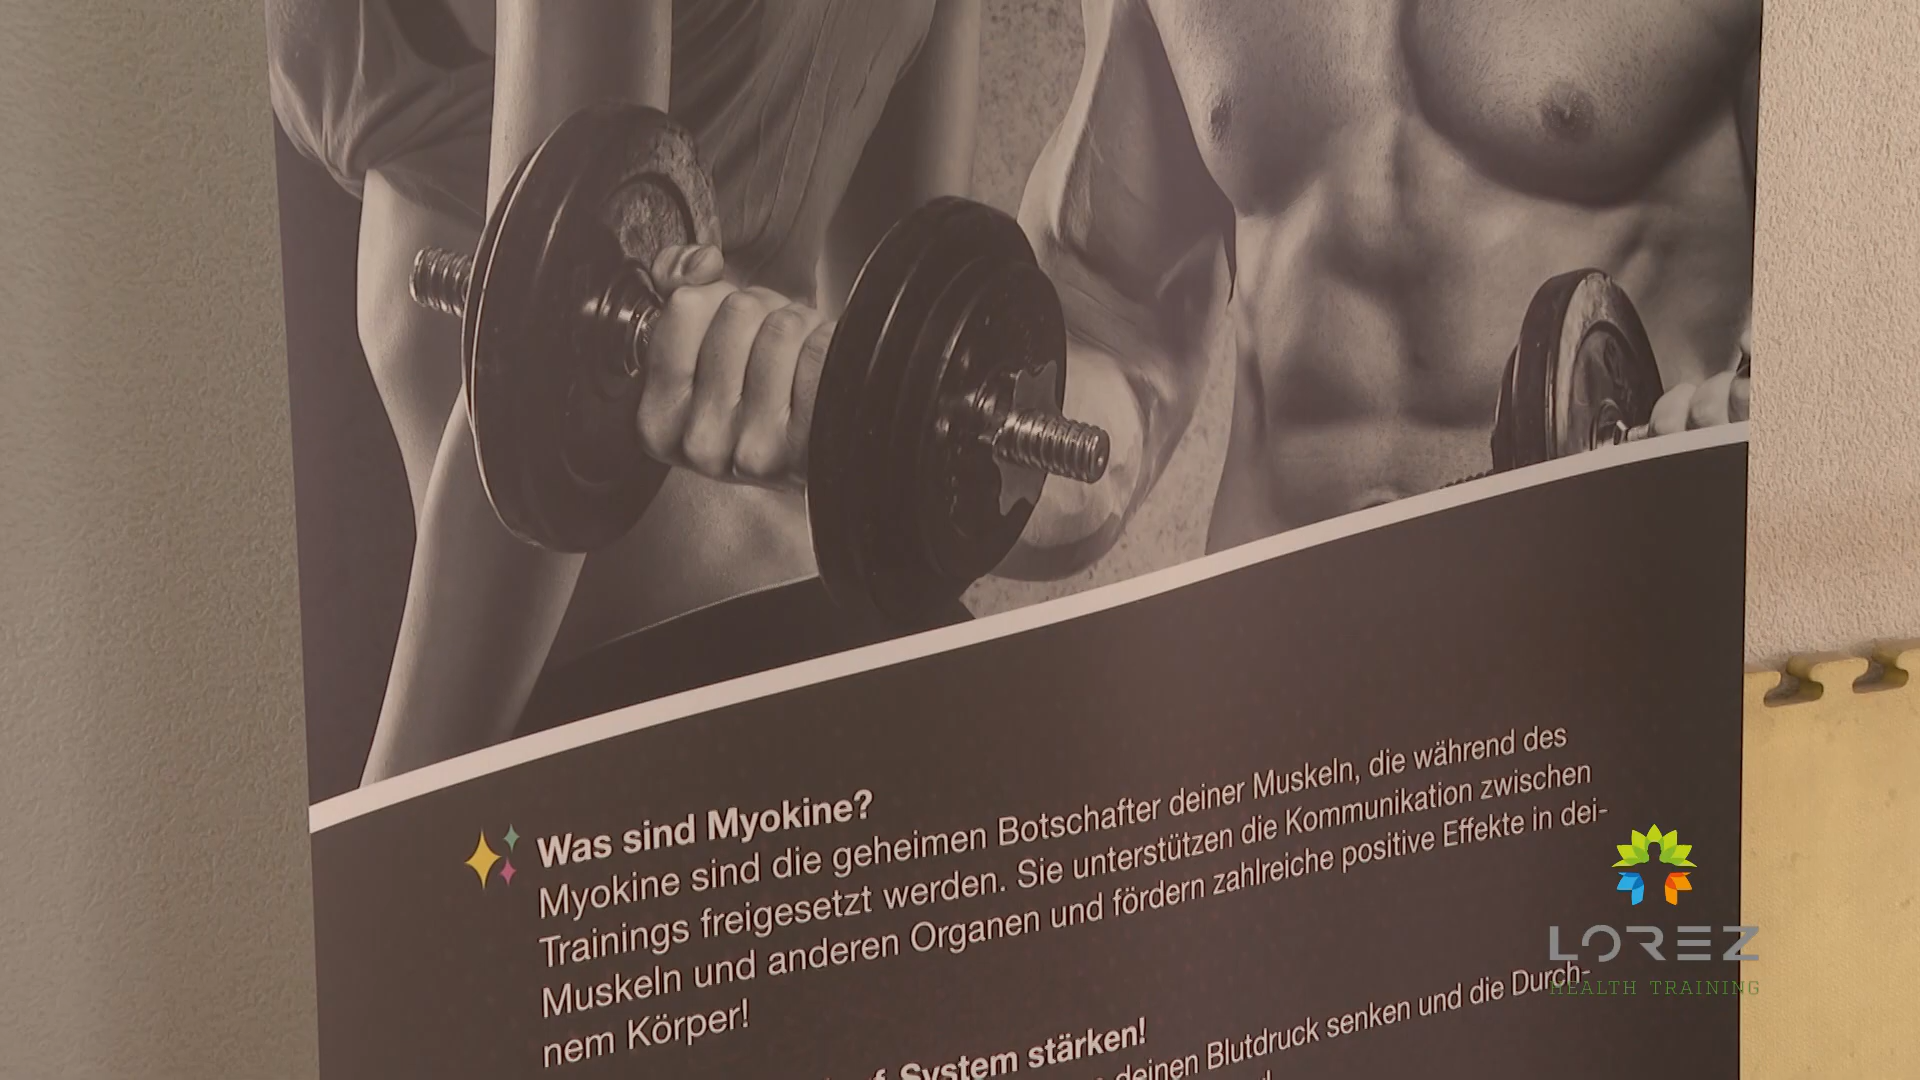 Was sind Myokine?
Myokine sind die geheimen Botschafter deiner Muskeln, die während des
Trainings freigesetzt werden. Sie unterstützen die Kommunikation zwischen
Muskeln und anderen Organen und fördern zahlreiche positive Effekte in dei-
nem Körper!
System stärken!
deinen Blutdruck senken und die Durch-
LOREZ
HEALTH TRAINING